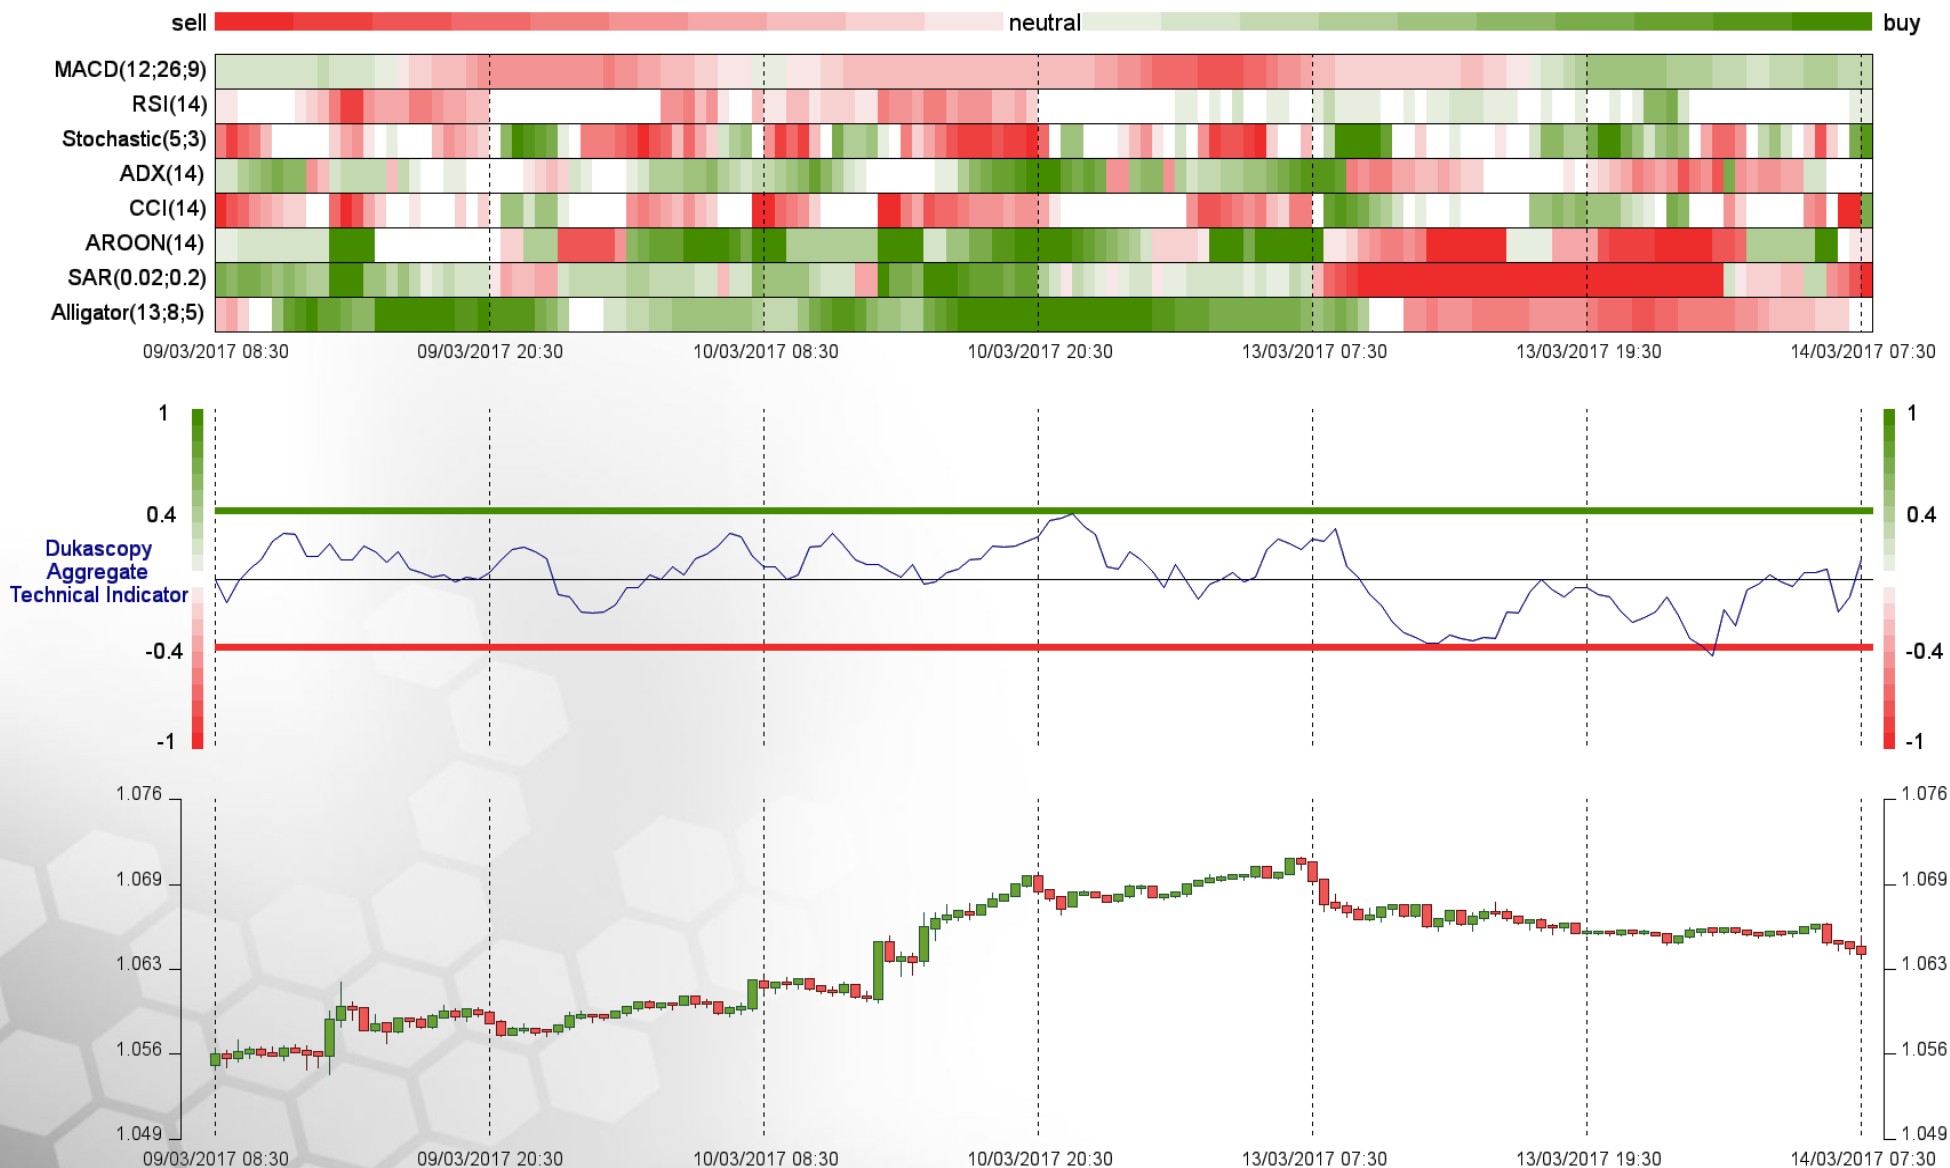 sell neutral buy
MACD(12;26;9)
RSI(14)
Stochastic(5;3)
ADX(14)
CCI(14)
AROON(14)
SAR(0.02;0.2)
Alligator(13;8;5)
09/03/2017 08:30 09/03/2017 20:30 10/03/2017 08:30 10/03/2017 20:30 13/03/2017 07:30 13/03/2017 19:30 14/03/2017 07:30
1 1
0.4 0.4
Dukascopy
Aggregate
Technical Indicator
-0.4 -0.4
-1 -1
1.076 1.076
1.069 1.069
1.063 1.063
1.056 1.056
1.049 1.049
09/03/2017 08:30 09/03/2017 20:30 10/03/2017 08:30 10/03/2017 20:30 13/03/2017 07:30 13/03/2017 19:30 14/03/2017 07:30